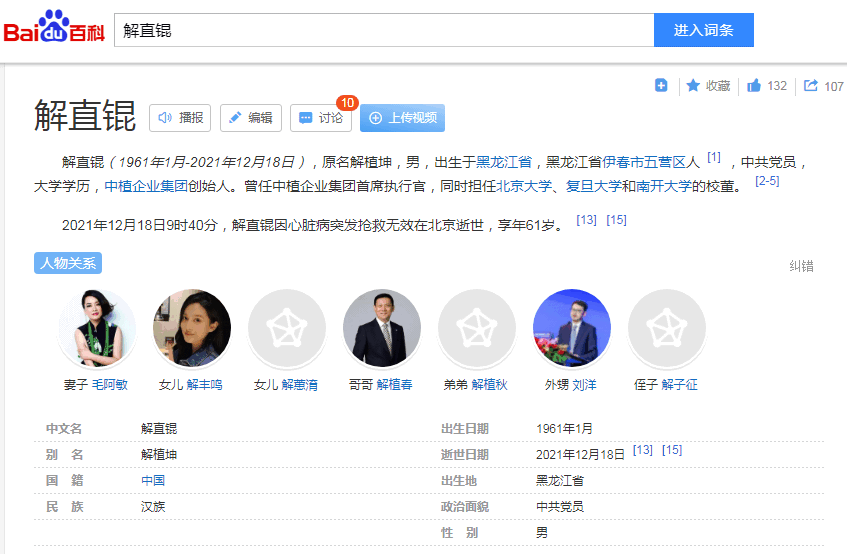 Bai du 百科
解直锟
进入词条
收藏 132 107
解直锟 播报 编辑 讨论 10 上传视频
解直锟（1961年1月-2021年12月18日），原名解植坤，男，出生于黑龙江省，黑龙江省伊春市五营区人 [1] ，中共党员，
大学学历，中植企业集团创始人。曾任中植企业集团首席执行官，同时担任北京大学、复旦大学和南开大学的校董。 [2-5]
2021年12月18日9时40分，解直锟因心脏病突发抢救无效在北京逝世，享年61岁。 [13] [15]
人物关系 纠错
妻子 毛阿敏 女儿 解丰鸣 女儿 解蕙淯 哥哥 解植春 弟弟 解植秋 外甥 刘洋 侄子 解子征
中文名 解直锟 出生日期 1961年1月
别 名 解植坤 逝世日期 2021年12月18日 [13] [15]
国 籍 中国 出生地 黑龙江省
民 族 汉族 政治面貌 中共党员
性 别 男